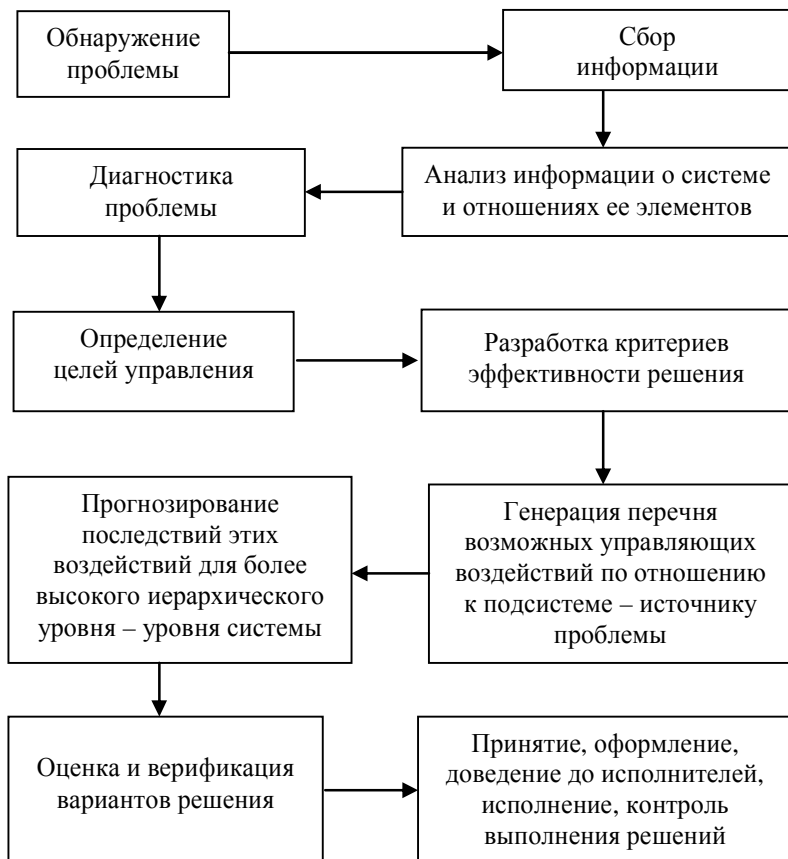 Обнаружение
проблемы
Сбор
информации
Анализ информации о системе
и отношениях ее элементов
Диагностика
проблемы
Определение
целей управления
Разработка критериев
эффективности решения
Генерация перечня
возможных управляющих
воздействий по отношению
к подсистеме – источнику
проблемы
Прогнозирование
последствий этих
воздействий для более
высокого иерархического
уровня – уровня системы
Оценка и верификация
вариантов решения
Принятие, оформление,
доведение до исполнителей,
исполнение, контроль
выполнения решений